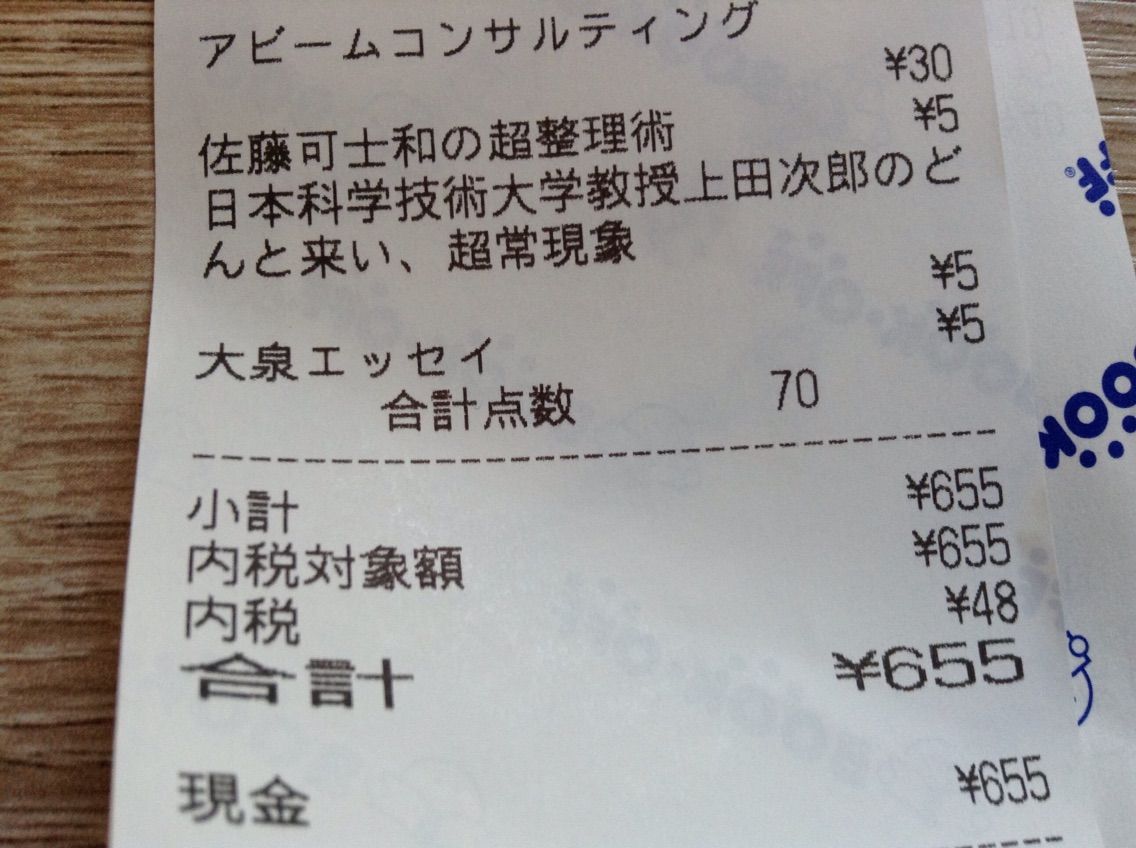 アビームコンサルティング
¥30
¥5
佐藤可士和の超整理術
日本科学技術大学教授上田次郎のど
んと来い、超常現象
¥5
¥5
大泉エッセイ
合計点数 70
小計 ¥655
内税対象額 ¥655
内税 ¥48
合計 ¥655
現金 ¥655